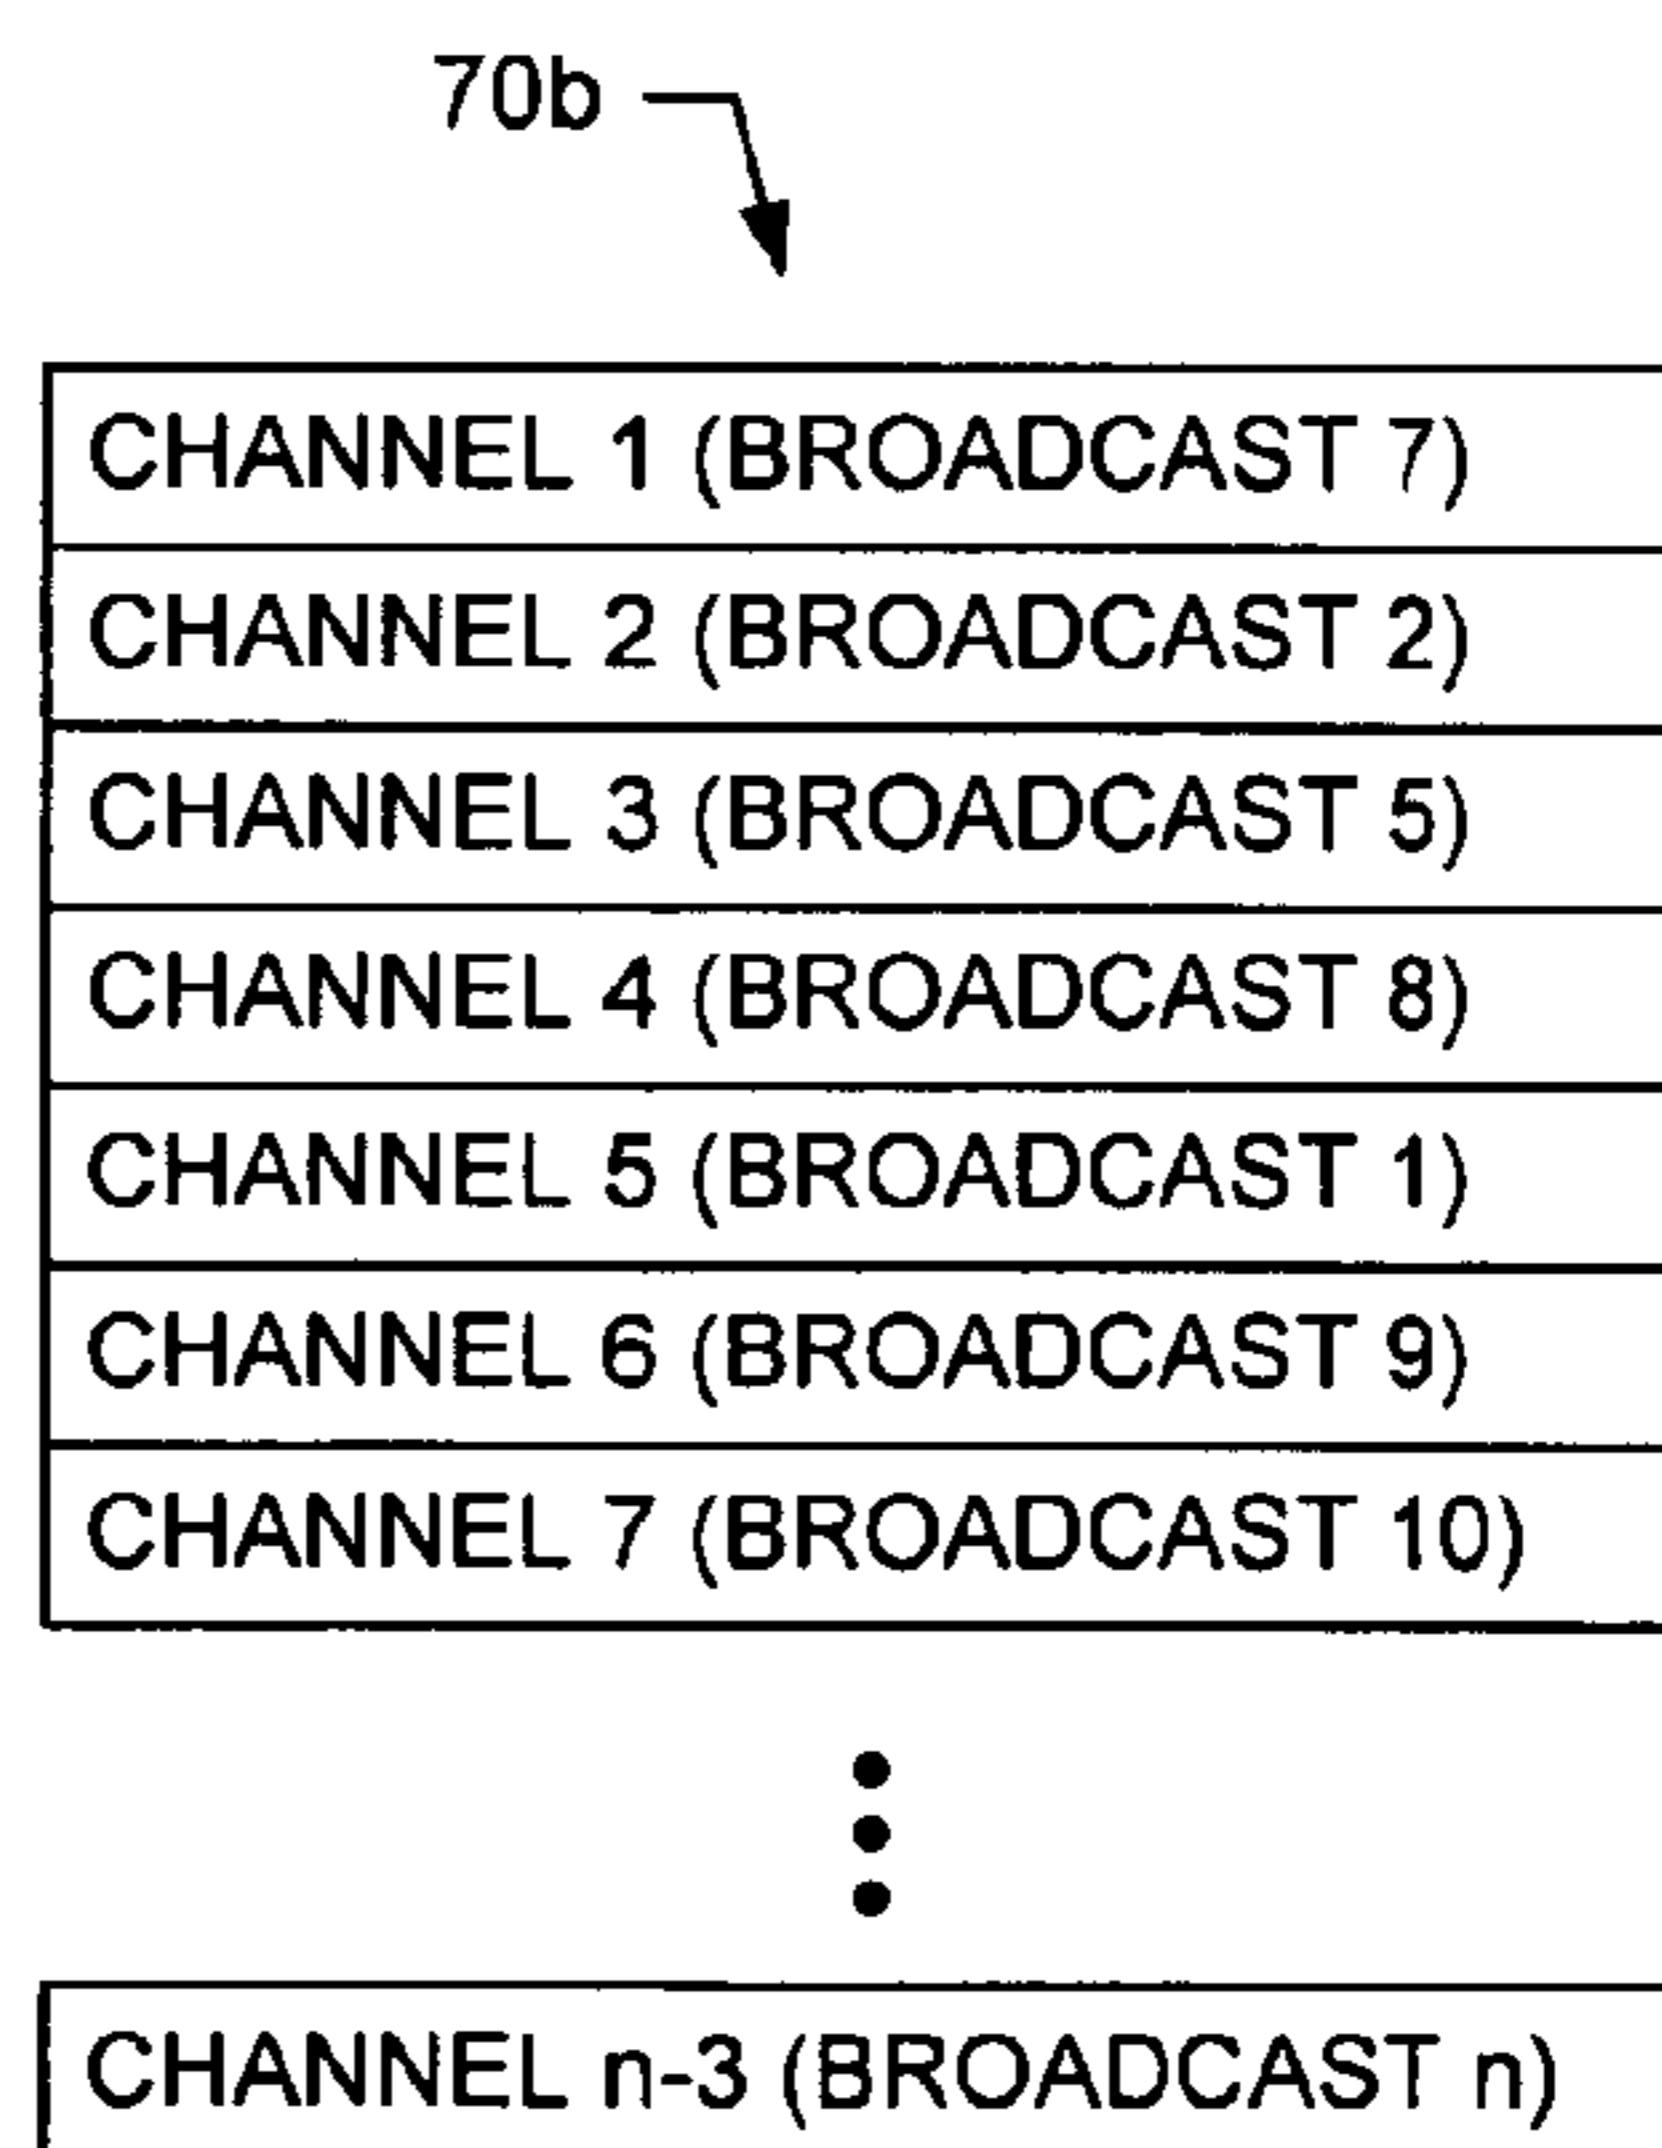 70b
CHANNEL 1 (BROADCAST 7)
CHANNEL 2 (BROADCAST 2)
CHANNEL 3 (BROADCAST 5)
CHANNEL 4 (BROADCAST 8)
CHANNEL 5 (BROADCAST 1)
CHANNEL 6 (BROADCAST 9)
CHANNEL 7 (BROADCAST 10)
CHANNEL n-3 (BROADCAST n)